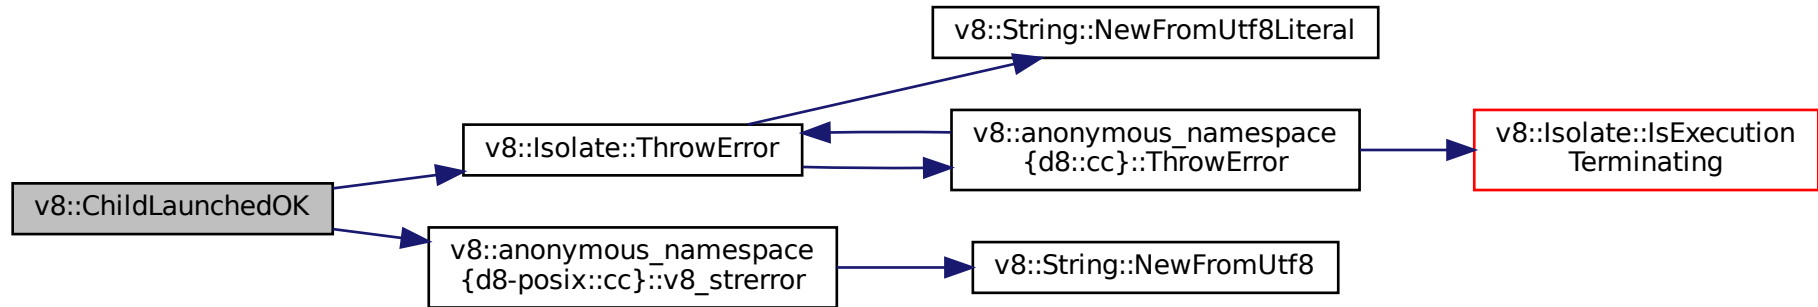 v8::String::NewFromUtf8Literal
v8::anonymous_namespace
{d8::cc}::ThrowError
v8::Isolate::IsExecution
Terminating
v8::Isolate::ThrowError
v8::ChildLaunchedOK
v8::anonymous_namespace
{d8-posix::cc}::v8_strerror
v8::String::NewFromUtf8